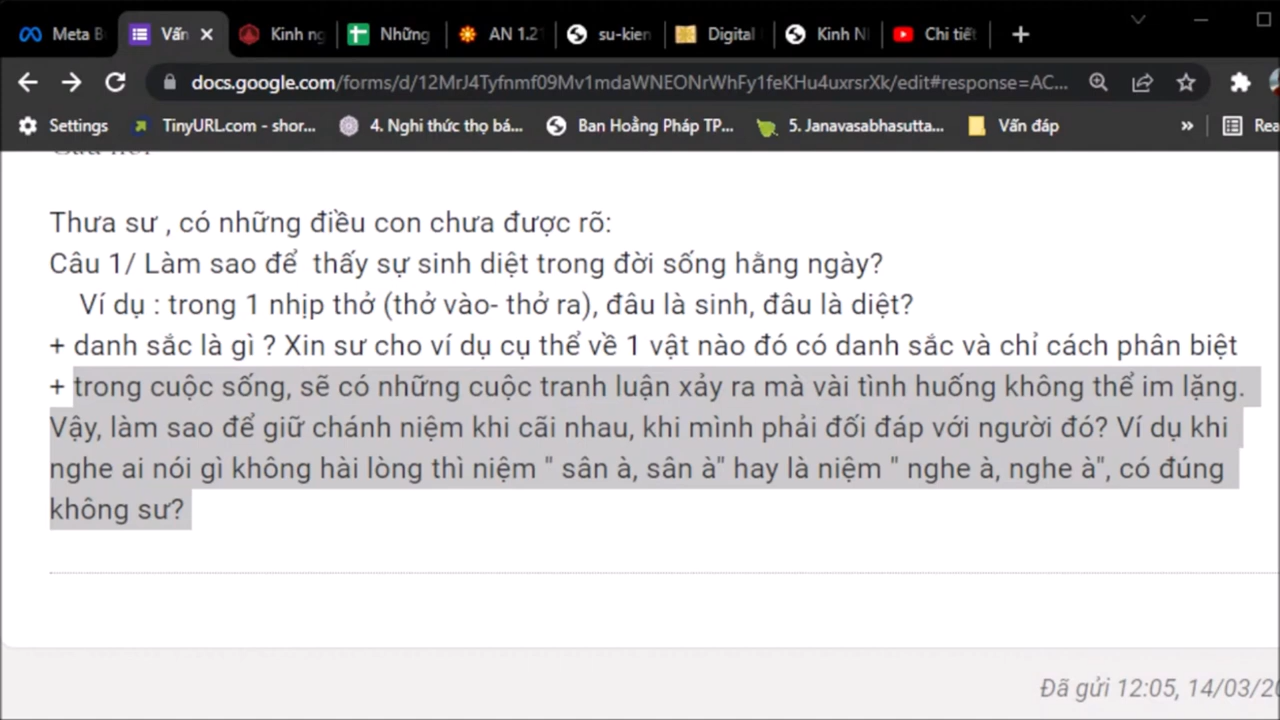 Meta B
Vấn
Kinh ng
Những
AN 1.21
su-kien
Digital
Kinh N
Chi tiết
docs.google.com/forms/d/12MrJ4Tyfnmf09Mv1mdaWNEONrWhFy1feKHu4uxrsrXk/edit#response=AC...
Settings
TinyURL.com - shor...
4. Nghi thức thọ bá...
Ban Hoằng Pháp TP...
5. Janavasabhasutta...
Vấn đáp
»
Rea
Thưa sư , có những điều con chưa được rõ:
Câu 1/ Làm sao để thấy sự sinh diệt trong đời sống hằng ngày?
Ví dụ : trong 1 nhịp thở (thở vào- thở ra), đâu là sinh, đâu là diệt?
+ danh sắc là gì ? Xin sư cho ví dụ cụ thể về 1 vật nào đó có danh sắc và chỉ cách phân biệt
+ trong cuộc sống, sẽ có những cuộc tranh luận xảy ra mà vài tình huống không thể im lặng.
Vậy, làm sao để giữ chánh niệm khi cãi nhau, khi mình phải đối đáp với người đó? Ví dụ khi
nghe ai nói gì không hài lòng thì niệm " sân à, sân à" hay là niệm " nghe à, nghe à", có đúng
không sư?
Đã gửi 12:05, 14/03/20